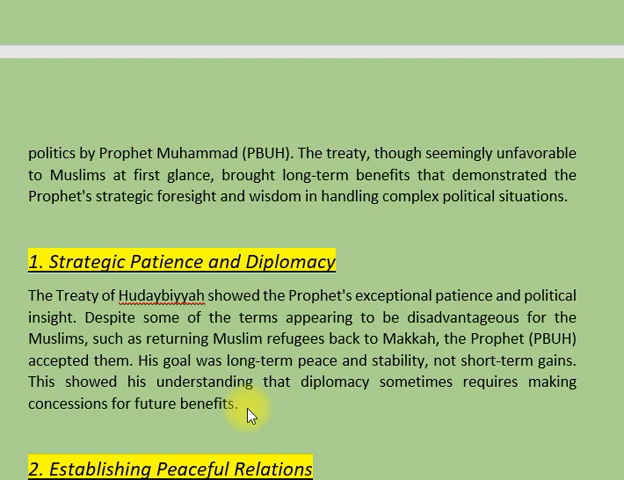 politics by Prophet Muhammad (PBUH). The treaty, though seemingly unfavorable
to Muslims at first glance, brought long-term benefits that demonstrated the
Prophet's strategic foresight and wisdom in handling complex political situations.
1. Strategic Patience and Diplomacy
The Treaty of Hudaybiyyah showed the Prophet's exceptional patience and political
insight. Despite some of the terms appearing to be disadvantageous for the
Muslims, such as returning Muslim refugees back to Makkah, the Prophet (PBUH)
accepted them. His goal was long-term peace and stability, not short-term gains.
This showed his understanding that diplomacy sometimes requires making
concessions for future benefits.
2. Establishing Peaceful Relations